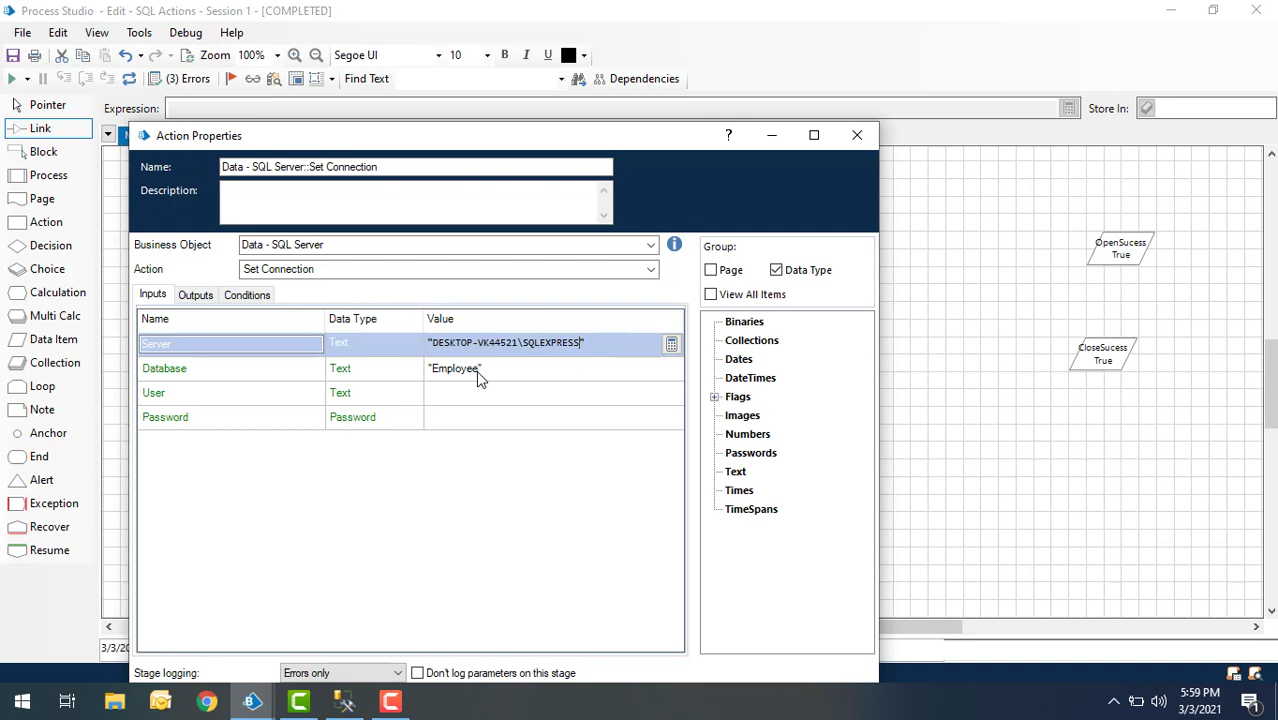 Process Studio - Edit - SQL Actions - Session 1 - [COMPLETED]
File Edit View Tools Debug Help
Zoom 100% Segoe UI 10 B I U
(3) Errors Find Text Dependencies
Pointer
Expression:
Store In:
Link
Block
Process
Page
Action
Decision
Choice
Calculation
Multi Calc
Data Item
Collection
Loop
Note
Anchor
End
Alert
Exception
Recover
Resume
Action Properties
?
Name: Data - SQL Server::Set Connection
Description:
Business Object Data - SQL Server
Action Set Connection
Inputs Outputs Conditions
Name Data Type Value
Server Text "DESKTOP-VK44521\SQLEXPRESS"
Database Text "Employee"
User Text
Password Password
Group:
Page Data Type
View All Items
Binaries
Collections
Dates
DateTimes
Flags
Images
Numbers
Passwords
Text
Times
TimeSpans
Stage logging: Errors only Don't log parameters on this stage
OpenSucess
True
CloseSucess
True
5:59 PM
3/3/2021
1